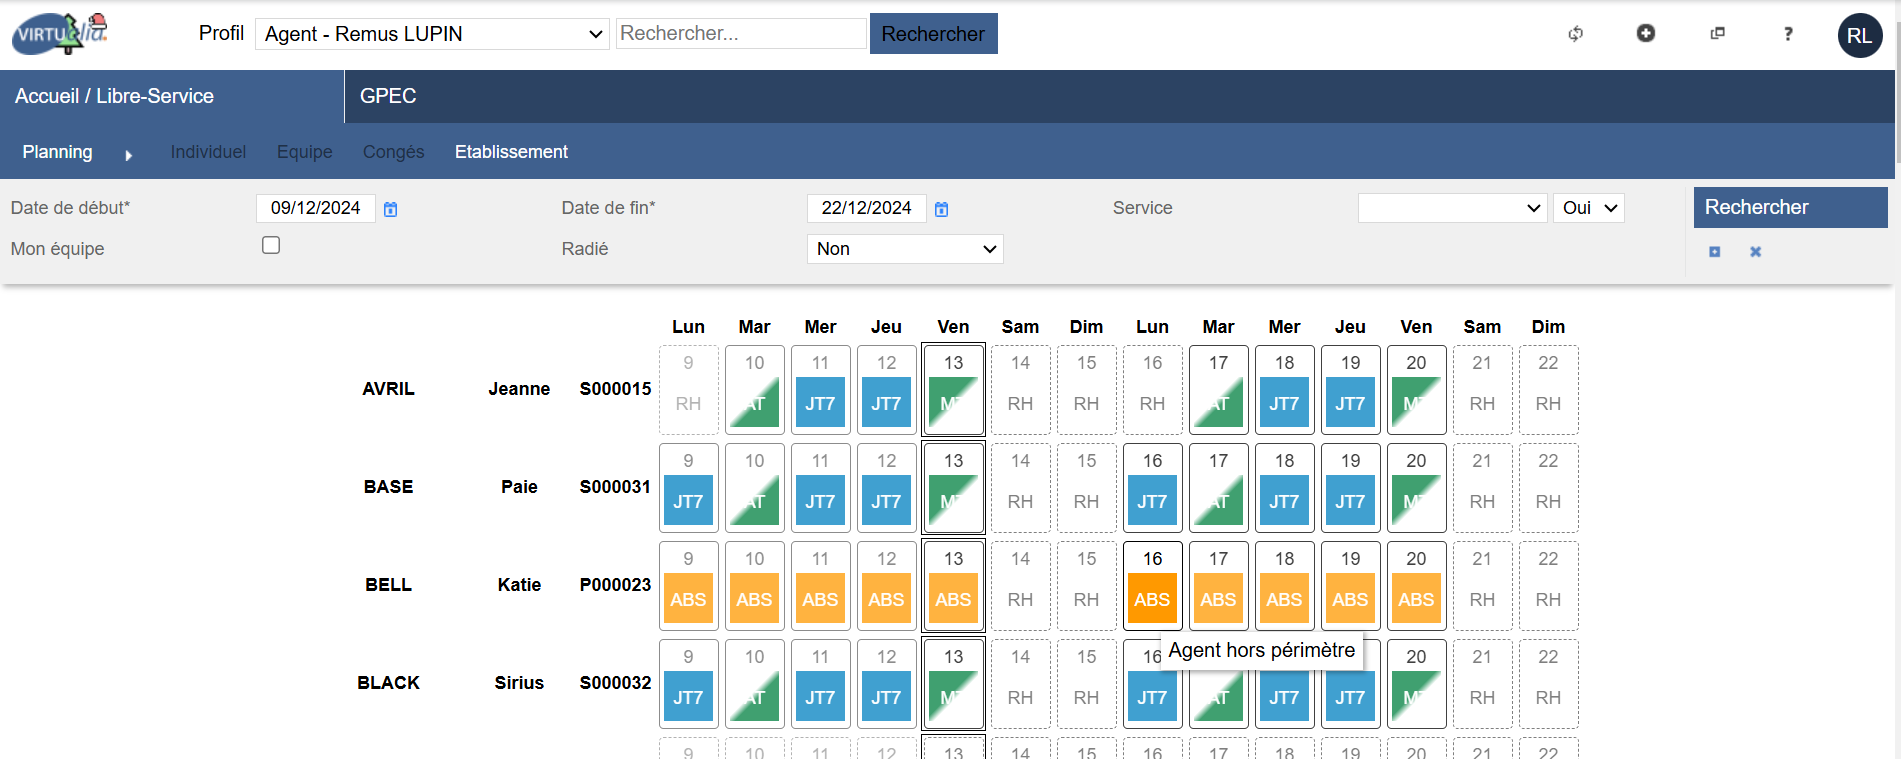 VIRTUalia
Profil Agent - Remus LUPIN Rechercher... Rechercher ? RL
Accueil / Libre-Service GPEC
Planning Individuel Equipe Congés Etablissement
Date de début* 09/12/2024 Date de fin* 22/12/2024 Service Oui Rechercher
Mon équipe Radié Non
Lun Mar Mer Jeu Ven Sam Dim Lun Mar Mer Jeu Ven Sam Dim
9 10 11 12 13 14 15 16 17 18 19 20 21 22
AVRIL Jeanne S000015 RH AT JT7 JT7 RH RH RH AT JT7 JT7 RH RH
9 10 11 12 13 14 15 16 17 18 19 20 21 22
BASE Paie S000031 JT7 AT JT7 JT7 RH RH JT7 AT JT7 JT7 RH RH
9 10 11 12 13 14 15 16 17 18 19 20 21 22
BELL Katie P000023 ABS ABS ABS ABS ABS RH RH ABS ABS ABS ABS ABS RH RH
Agent hors périmètre
9 10 11 12 13 14 15 16 20 21 22
BLACK Sirius S000032 JT7 AT JT7 JT7 RH RH JT7 AT JT7 JT7 RH RH
9 10 11 12 13 14 15 16 17 18 19 20 21 22